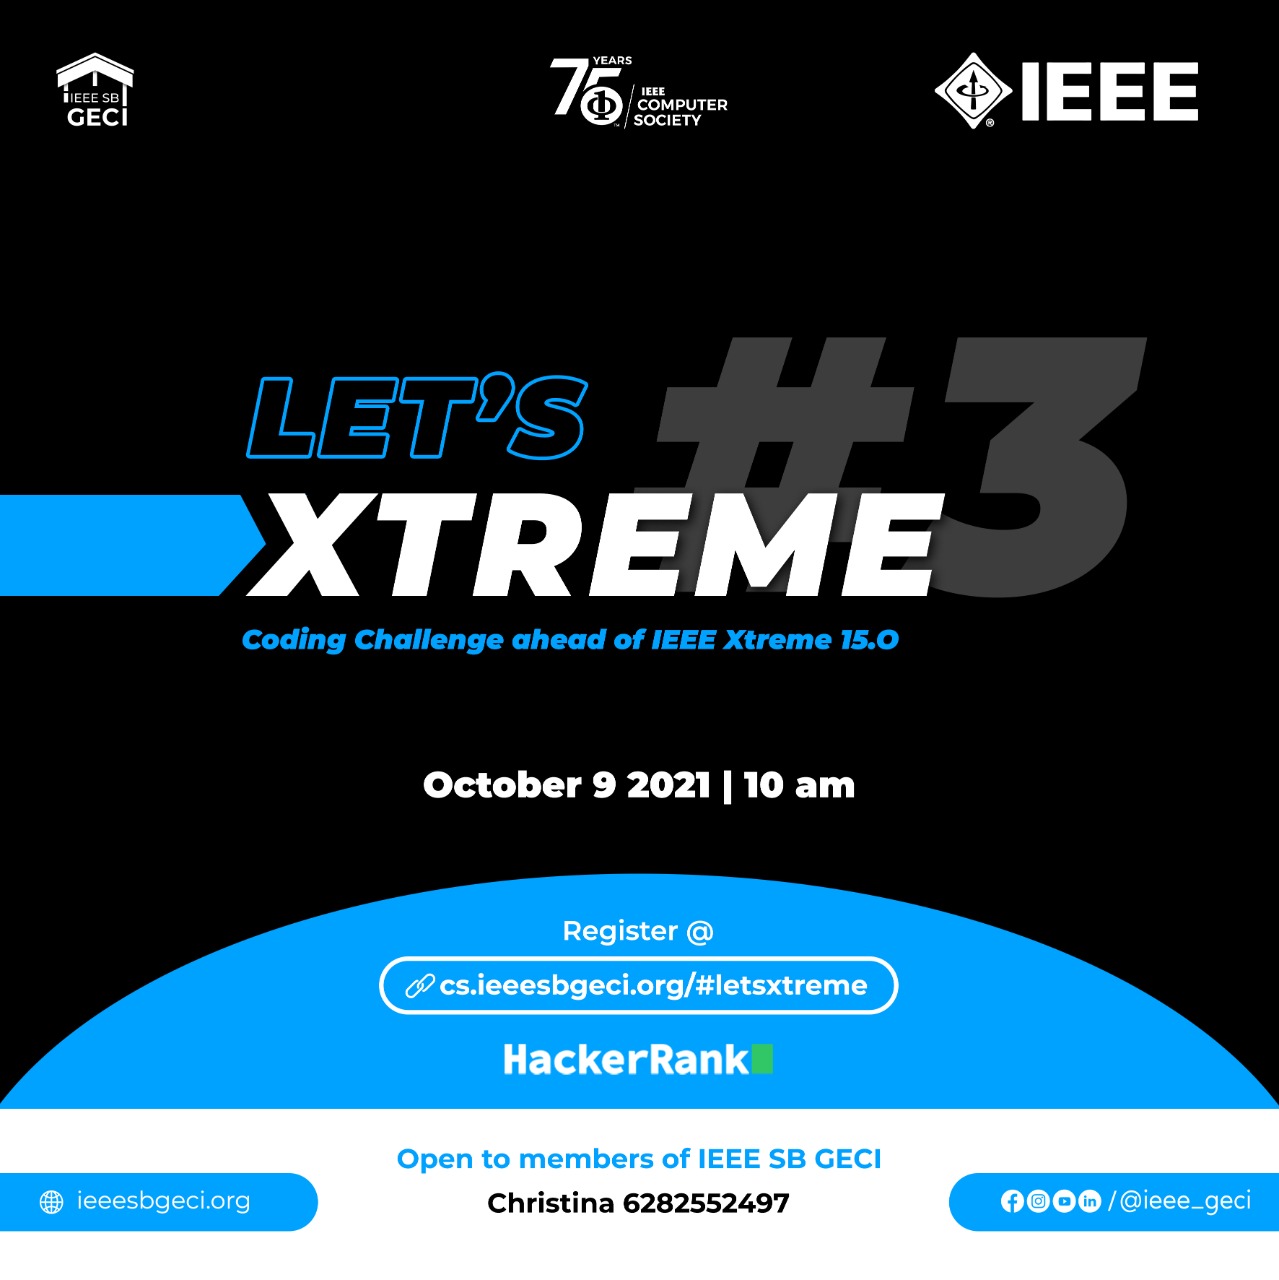 IEEE SB
GECI
75 YEARS
IEEE
COMPUTER
SOCIETY
IEEE
#3
LET'S
XTREME
Coding Challenge ahead of IEEE Xtreme 15.O
October 9 2021 | 10 am
Register @
cs.ieeesbgeci.org/#letsxtreme
HackerRank
Open to members of IEEE SB GECI
Christina 6282552497
ieeesbgeci.org
/@ieee_geci